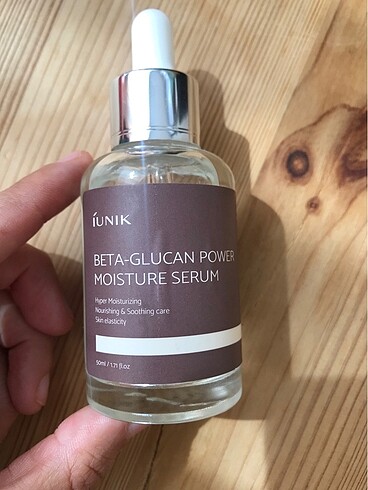 iUNIK
BETA-GLUCAN POWER
MOISTURE SERUM
Hyper Moisturizing
Nourishing & Soothing care
Skin elasticity
50ml / 1.71 fl.oz